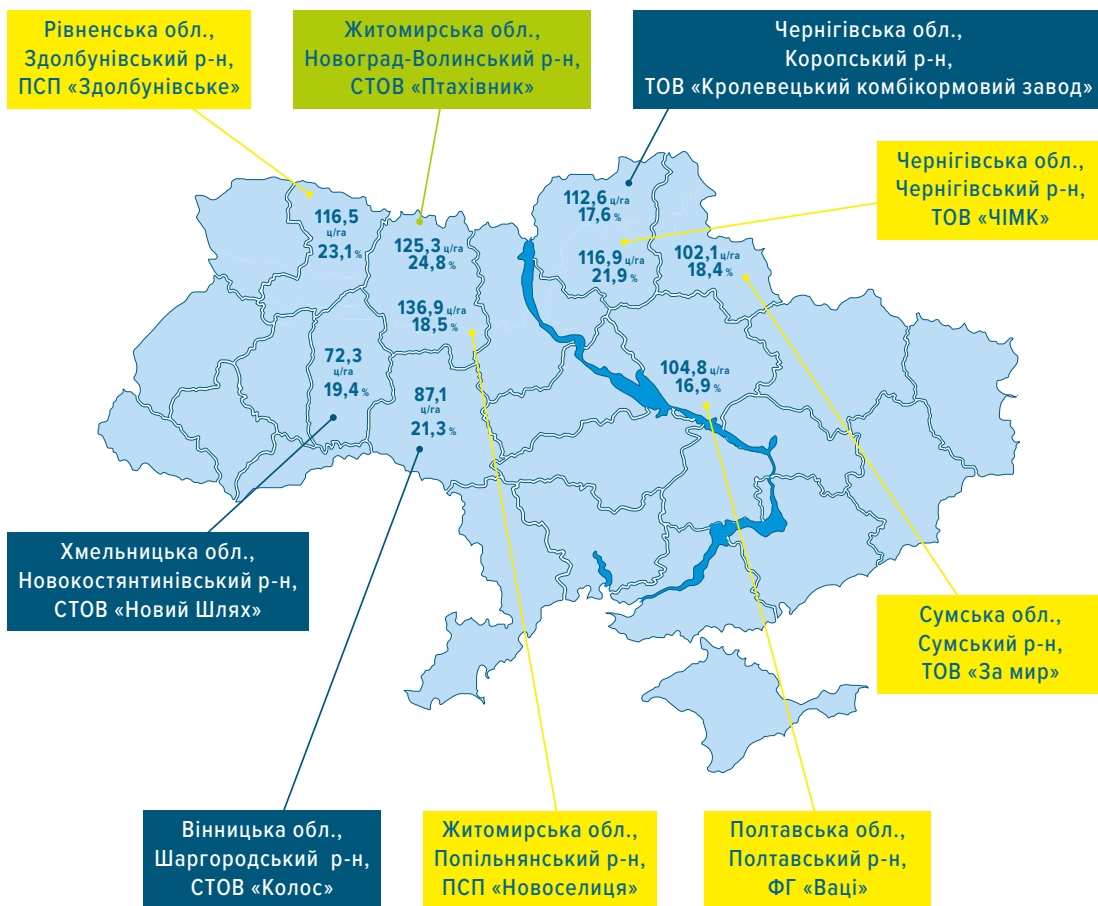 Рівненська обл.,
Здолбунівський р-н,
ПСП «Здолбунівське»
Житомирська обл.,
Новоград-Волинський р-н,
СТОВ «Птахівник»
Чернігівська обл.,
Коропський р-н,
ТОВ «Кролевецький комбікормовий завод»
Чернігівська обл.,
Чернігівський р-н,
ТОВ «ЧІМК»
116,5
ц/га
23,1 %
125,3 ц/га
24,8 %
112,6 ц/га
17,6 %
116,9 ц/га
21,9 %
102,1 ц/га
18,4 %
136,9 ц/га
18,5 %
72,3
ц/га
19,4 %
87,1
ц/га
21,3 %
104,8 ц/га
16,9 %
Хмельницька обл.,
Новокостянтинівський р-н,
СТОВ «Новий Шлях»
Сумська обл.,
Сумський р-н,
ТОВ «За мир»
Вінницька обл.,
Шаргородський р-н,
СТОВ «Колос»
Житомирська обл.,
Попільнянський р-н,
ПСП «Новоселиця»
Полтавська обл.,
Полтавський р-н,
ФГ «Ваці»